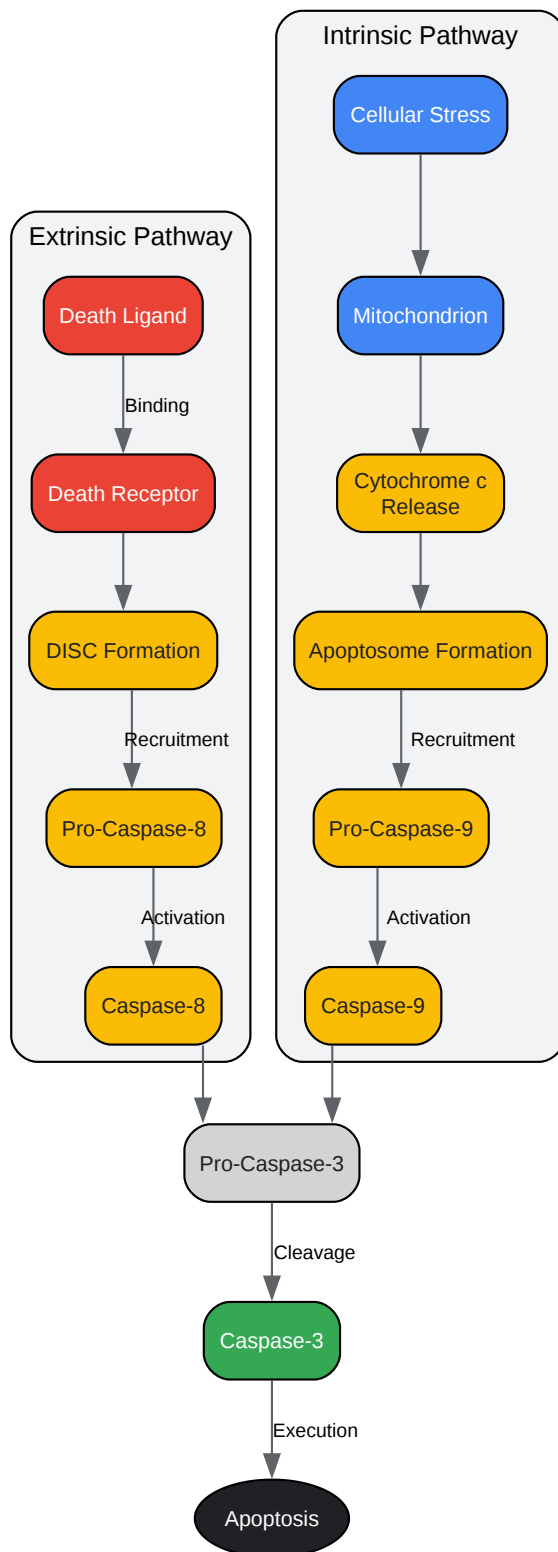 Intrinsic Pathway
Cellular Stress
Mitochondrion
Cytochrome c
Release
Apoptosome Formation
Recruitment
Pro-Caspase-9
Activation
Caspase-9
Extrinsic Pathway
Death Ligand
Binding
Death Receptor
DISC Formation
Recruitment
Pro-Caspase-8
Activation
Caspase-8
Pro-Caspase-3
Cleavage
Caspase-3
Execution
Apoptosis